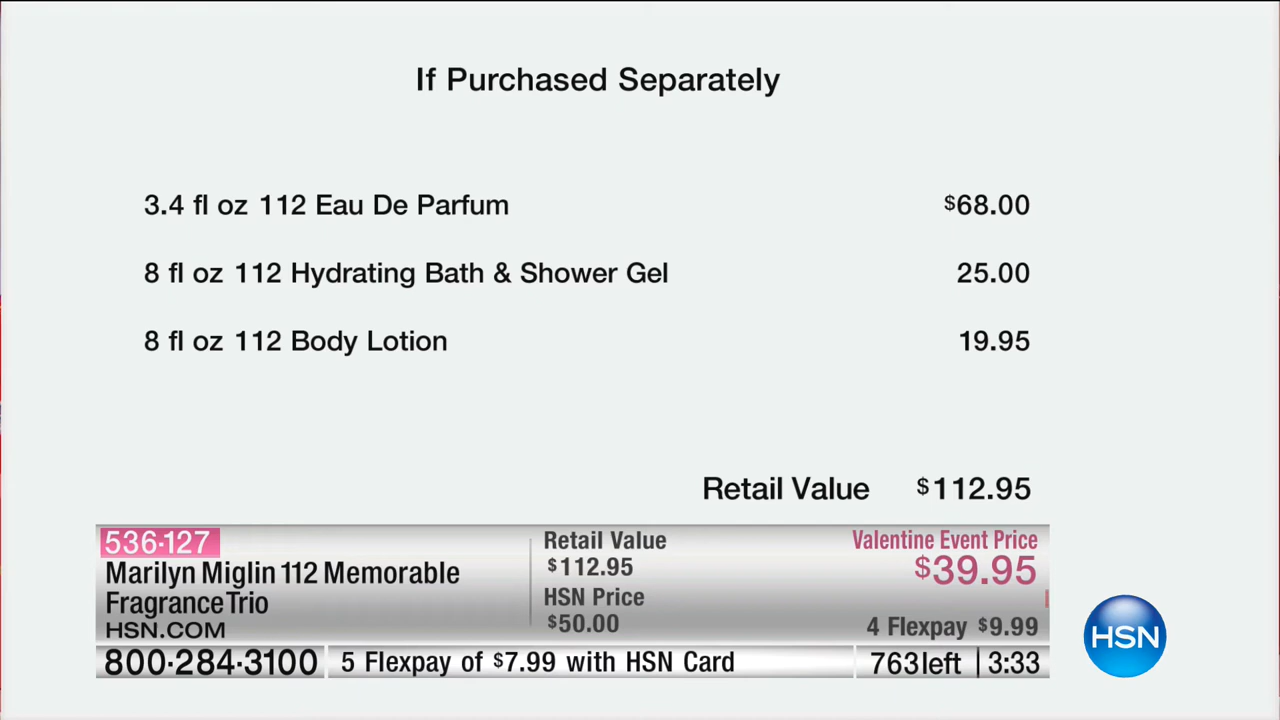 If Purchased Separately
3.4 fl oz 112 Eau De Parfum $68.00
8 fl oz 112 Hydrating Bath & Shower Gel 25.00
8 fl oz 112 Body Lotion 19.95
Retail Value $112.95
536·127
Marilyn Miglin 112 Memorable
Fragrance Trio
HSN.COM
Retail Value
$112.95
HSN Price
$50.00
Valentine Event Price
$39.95
4 Flexpay $9.99
800·284·3100
5 Flexpay of $7.99 with HSN Card
763 left
3:33
HSN